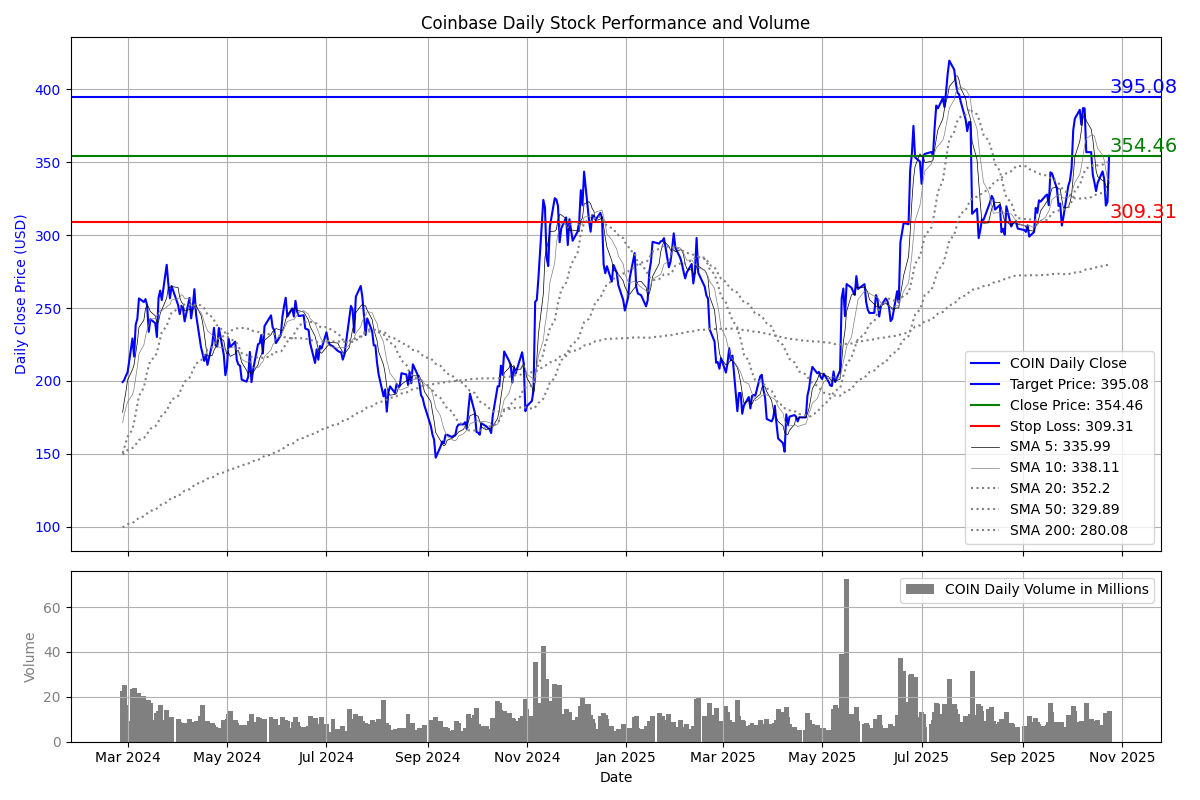 Coinbase Daily Stock Performance and Volume
Daily Close Price (USD)
400
350
300
250
200
150
100
395.08
354.46
309.31
COIN Daily Close
Target Price: 395.08
Close Price: 354.46
Stop Loss: 309.31
SMA 5: 335.99
SMA 10: 338.11
SMA 20: 352.2
SMA 50: 329.89
SMA 200: 280.08
Volume
60
40
20
0
COIN Daily Volume in Millions
Mar 2024 May 2024 Jul 2024 Sep 2024 Nov 2024 Jan 2025 Mar 2025 May 2025 Jul 2025 Sep 2025 Nov 2025
Date